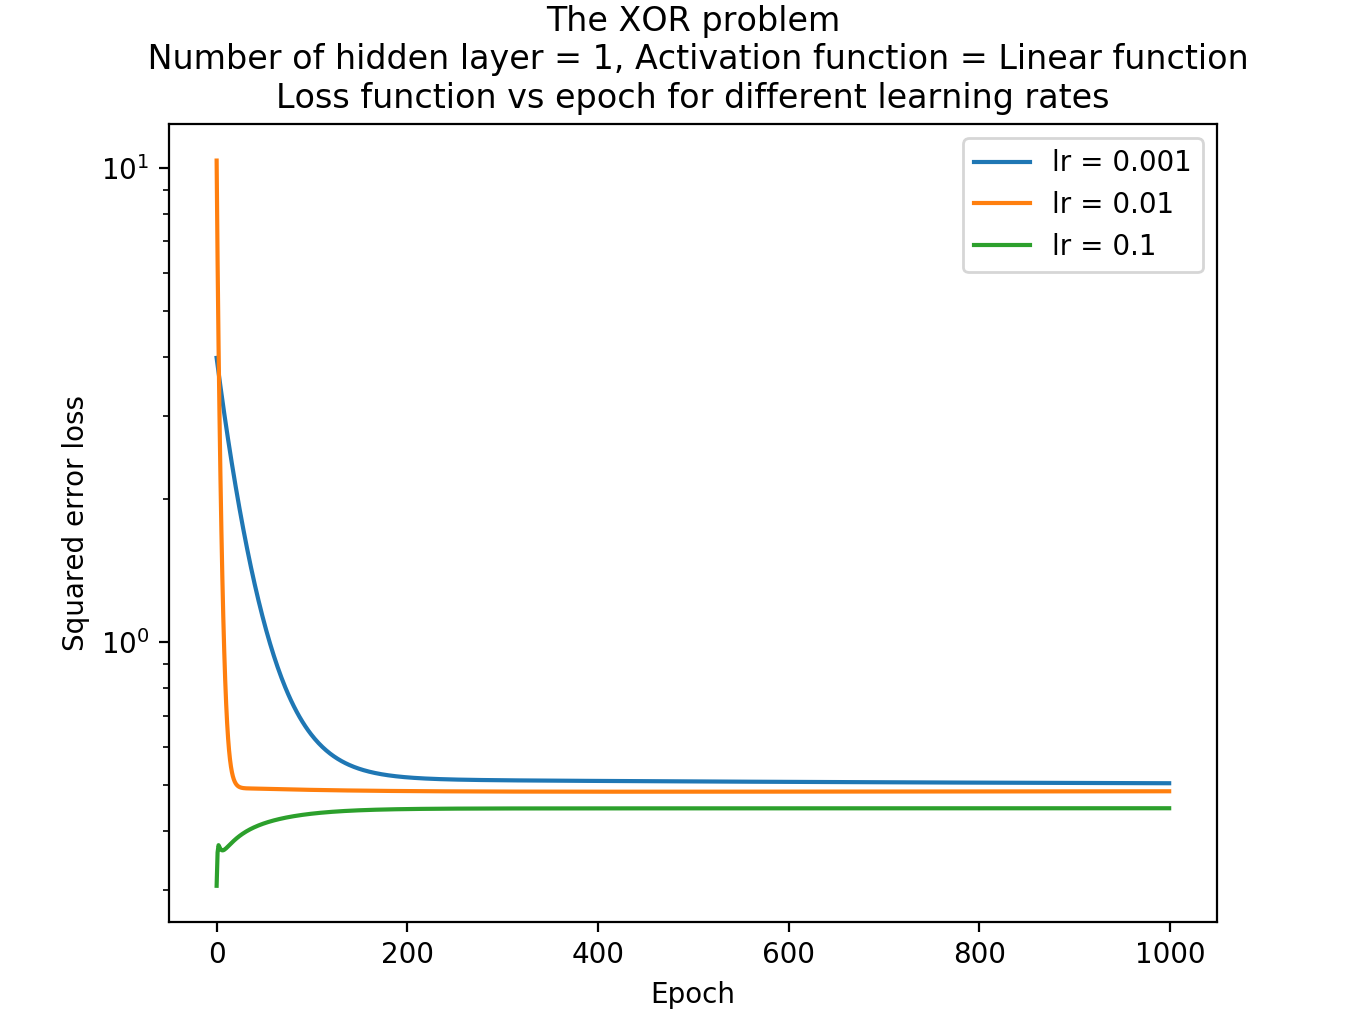 The XOR problem
Number of hidden layer = 1, Activation function = Linear function
Loss function vs epoch for different learning rates
10¹
10⁰
Squared error loss
lr = 0.001
lr = 0.01
lr = 0.1
0 200 400 600 800 1000
Epoch